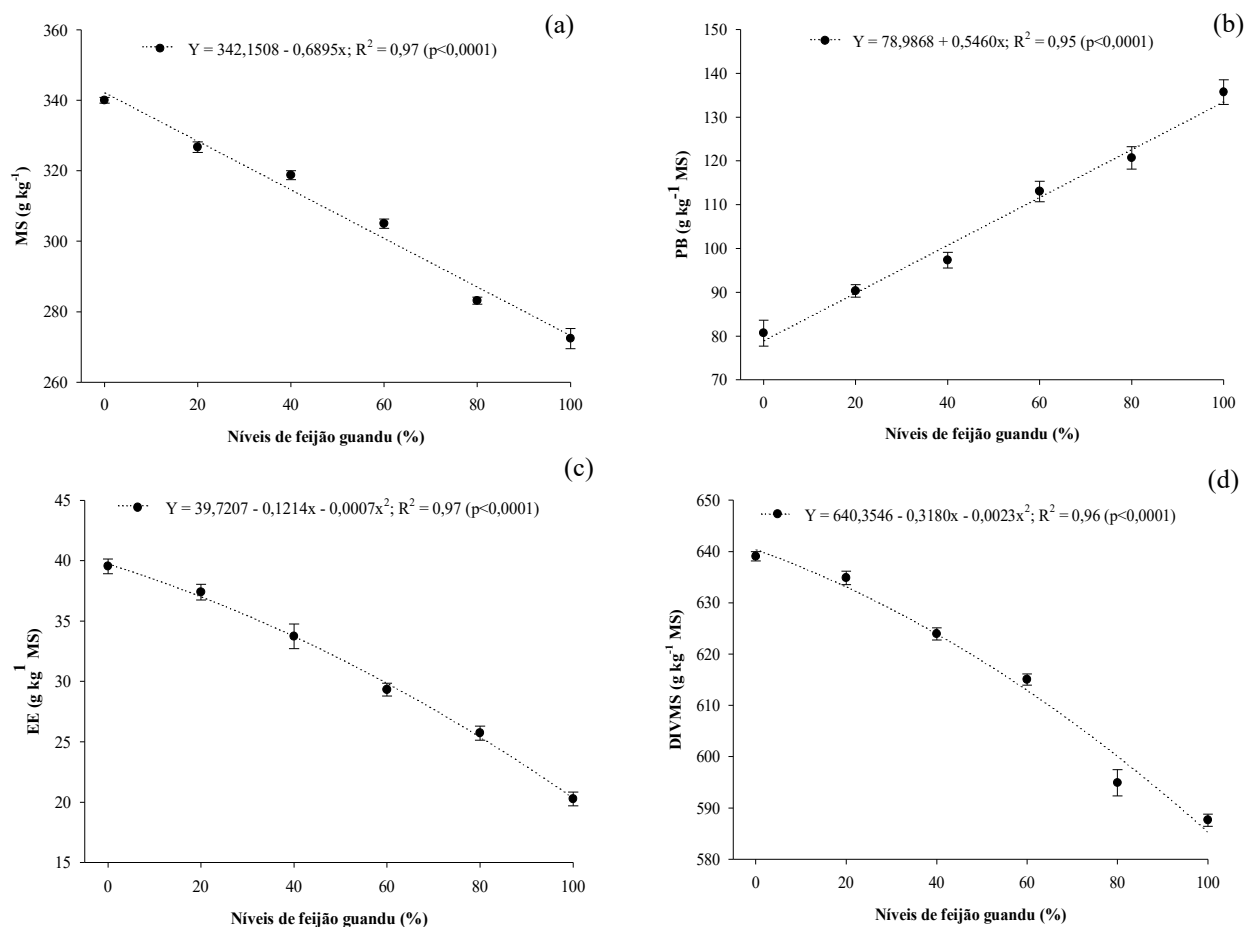 (a)
Y = 342,1508 - 0,6895x; R² = 0,97 (p<0,0001)
360
340
320
300
280
260
MS (g kg⁻¹)
0 20 40 60 80 100
Níveis de feijão guandu (%)
(b)
Y = 78,9868 + 0,5460x; R² = 0,95 (p<0,0001)
150
140
130
120
110
100
90
80
70
PB (g kg⁻¹ MS)
0 20 40 60 80 100
Níveis de feijão guandu (%)
(c)
Y = 39,7207 - 0,1214x - 0,0007x²; R² = 0,97 (p<0,0001)
45
40
35
30
25
20
15
EE (g kg¹ MS)
0 20 40 60 80 100
Níveis de feijão guandu (%)
(d)
Y = 640,3546 - 0,3180x - 0,0023x²; R² = 0,96 (p<0,0001)
650
640
630
620
610
600
590
580
DIVMS (g kg⁻¹ MS)
0 20 40 60 80 100
Níveis de feijão guandu (%)